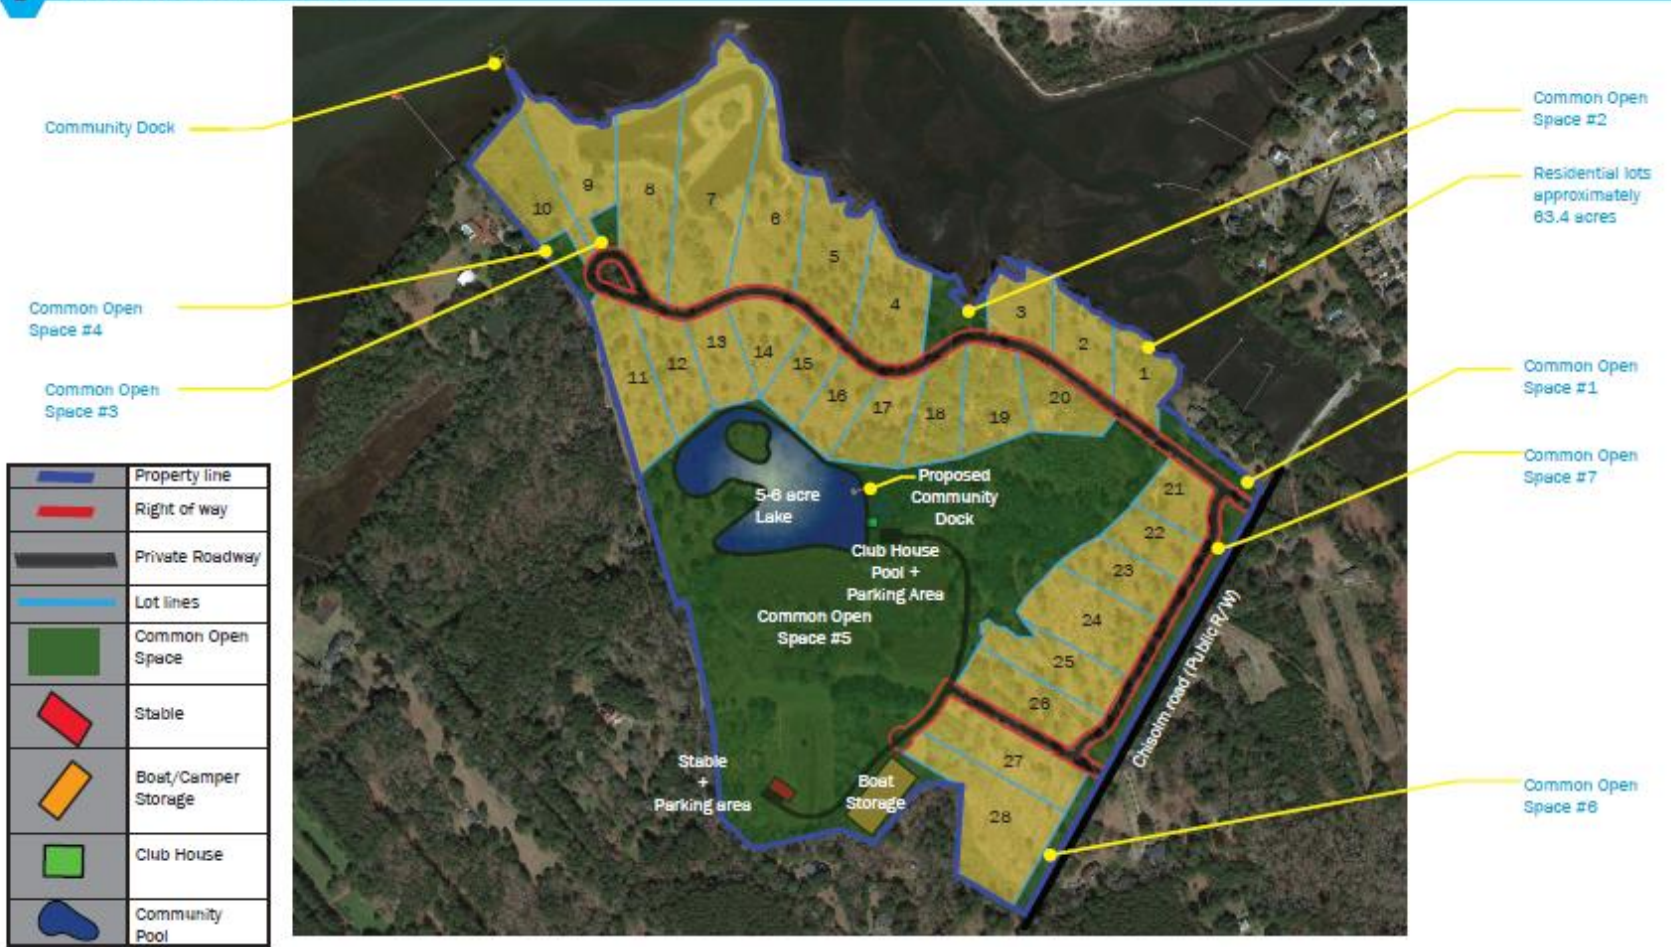 Community Dock
Common Open
Space #4
Common Open
Space #3
Property line
Right of way
Private Roadway
Lot lines
Common Open
Space
Stable
Boat/Camper
Storage
Club House
Community
Pool
10
9
8
7
6
5
4
3
2
1
11
12
13
14
15
16
17
18
19
20
21
22
23
24
25
26
27
28
5-6 acre
Lake
Proposed
Community
Dock
Club House
Pool +
Parking Area
Common Open
Space #5
Stable
+
Parking area
Boat
Storage
Chisolm road (Public R/W)
Common Open
Space #2
Residential lots
approximately
63.4 acres
Common Open
Space #1
Common Open
Space #7
Common Open
Space #6